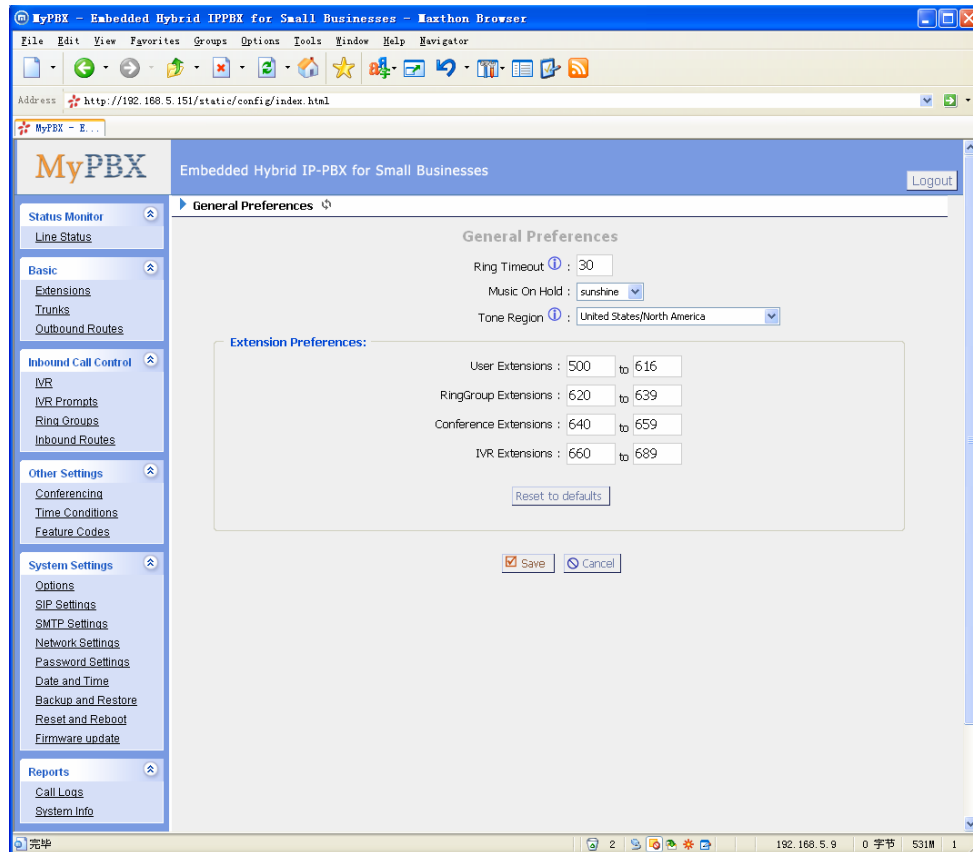 MyPBX - Embedded Hybrid IPPBX for Small Businesses - Maxthon Browser
File Edit View Favorites Groups Options Tools Window Help Navigator
Address http://192.168.5.151/static/config/index.html
MyPBX - E...
MyPBX
Embedded Hybrid IP-PBX for Small Businesses
Logout
General Preferences
Status Monitor
Line Status
Basic
Extensions
Trunks
Outbound Routes
Inbound Call Control
IVR
IVR Prompts
Ring Groups
Inbound Routes
Other Settings
Conferencing
Time Conditions
Feature Codes
System Settings
Options
SIP Settings
SMTP Settings
Network Settings
Password Settings
Date and Time
Backup and Restore
Reset and Reboot
Firmware update
Reports
Call Logs
System Info
General Preferences
Ring Timeout : 30
Music On Hold : sunshine
Tone Region : United States/North America
Extension Preferences:
User Extensions : 500 to 616
RingGroup Extensions : 620 to 639
Conference Extensions : 640 to 659
IVR Extensions : 660 to 689
Reset to defaults
Save Cancel
完毕 2 192.168.5.9 0 字节 531M 1